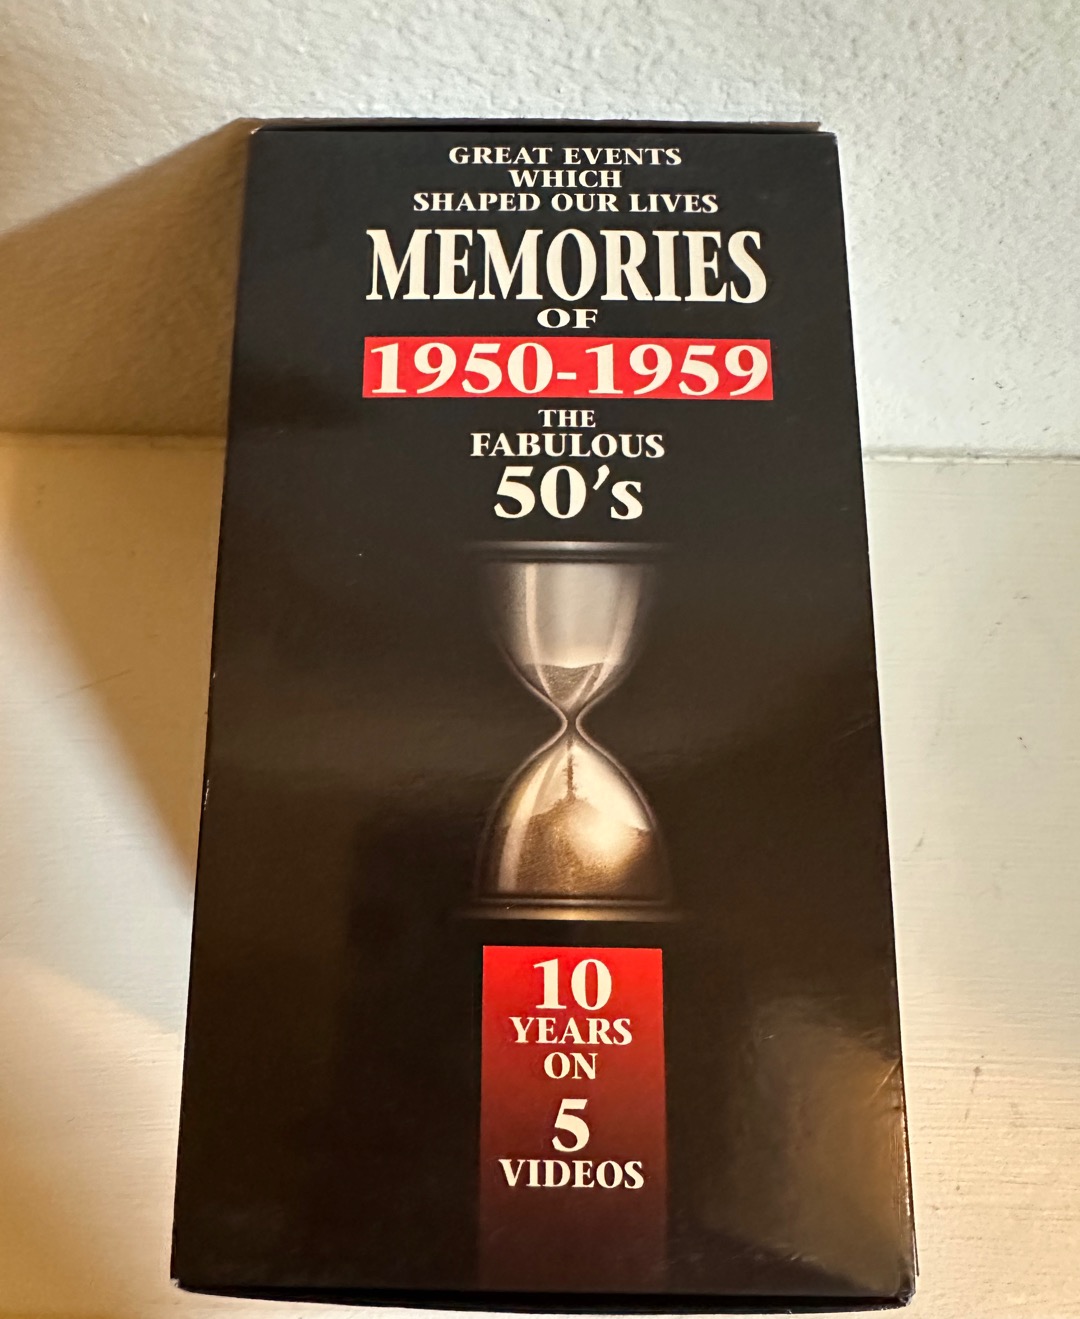 GREAT EVENTS
WHICH
SHAPED OUR LIVES
MEMORIES
OF
1950-1959
THE
FABULOUS
50's
10
YEARS
ON
5
VIDEOS